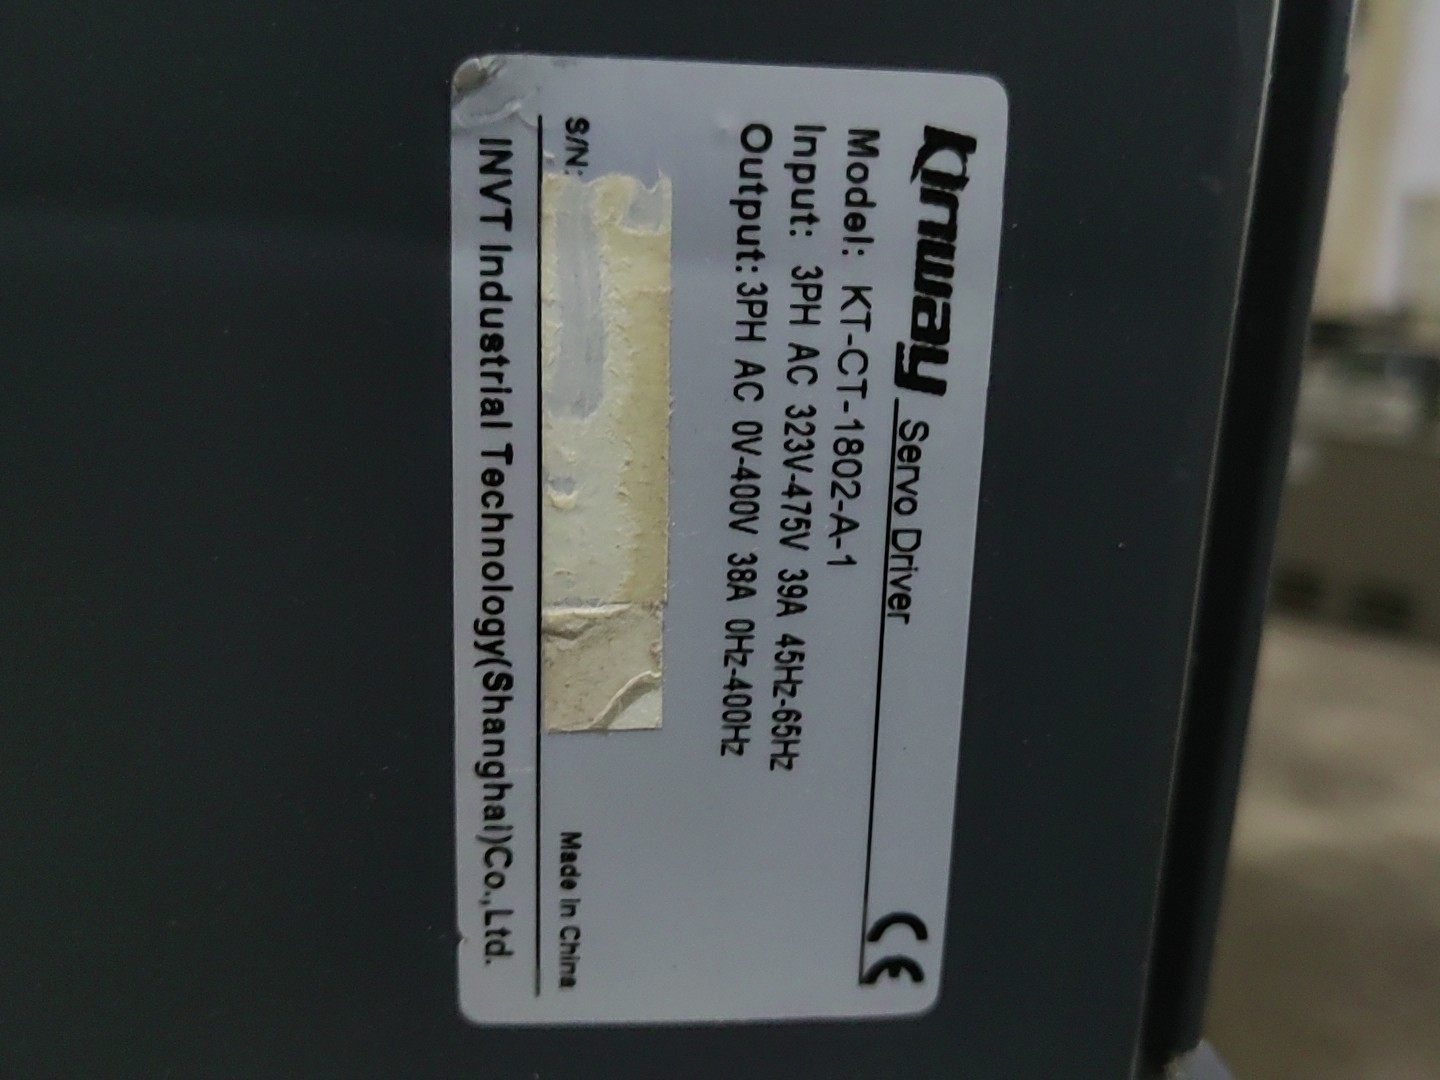 Kinway Servo Driver
Model: KT-CT-1802-A-1
Input: 3PH AC 323V-475V 39A 45Hz-65Hz
Output: 3PH AC 0V-400V 38A 0Hz-400Hz
S/N:
Made In China
INVT Industrial Technology(Shanghai)Co.,Ltd.
CE